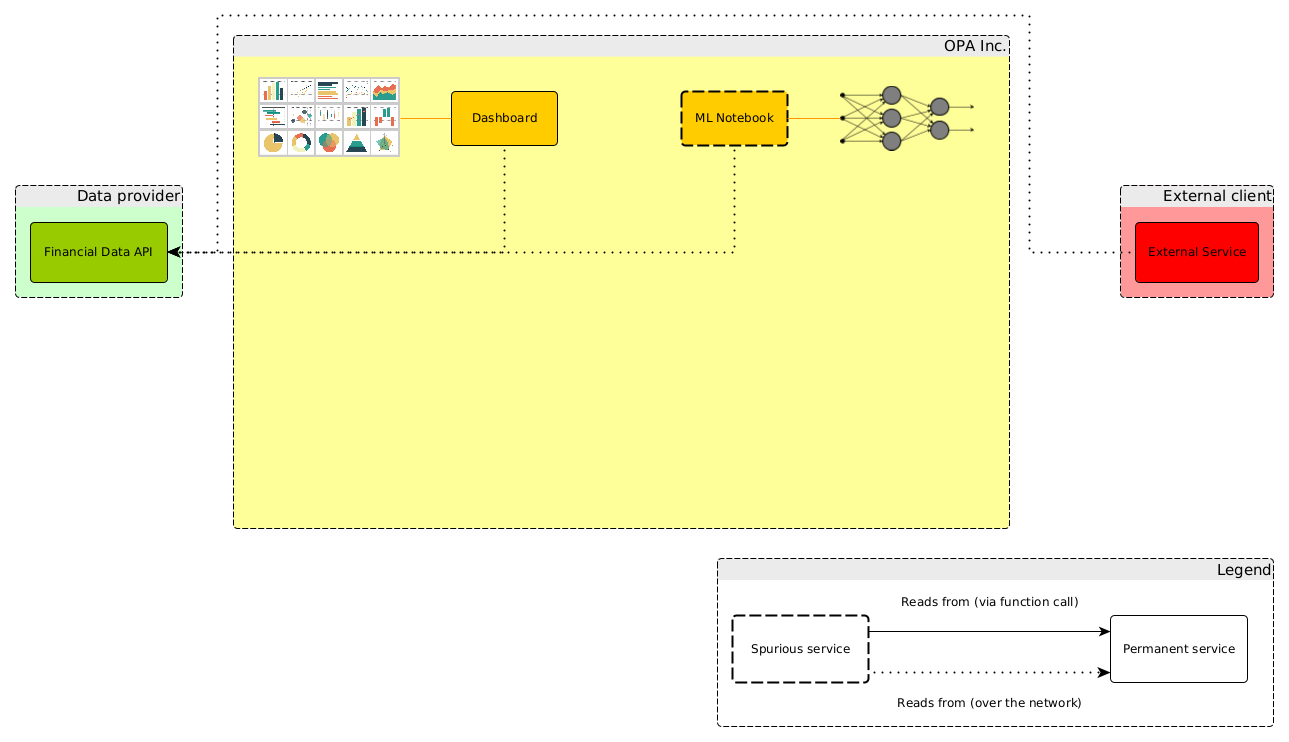 OPA Inc.
Dashboard
ML Notebook
Data provider
Financial Data API
External client
External Service
Legend
Reads from (via function call)
Spurious service
Permanent service
Reads from (over the network)